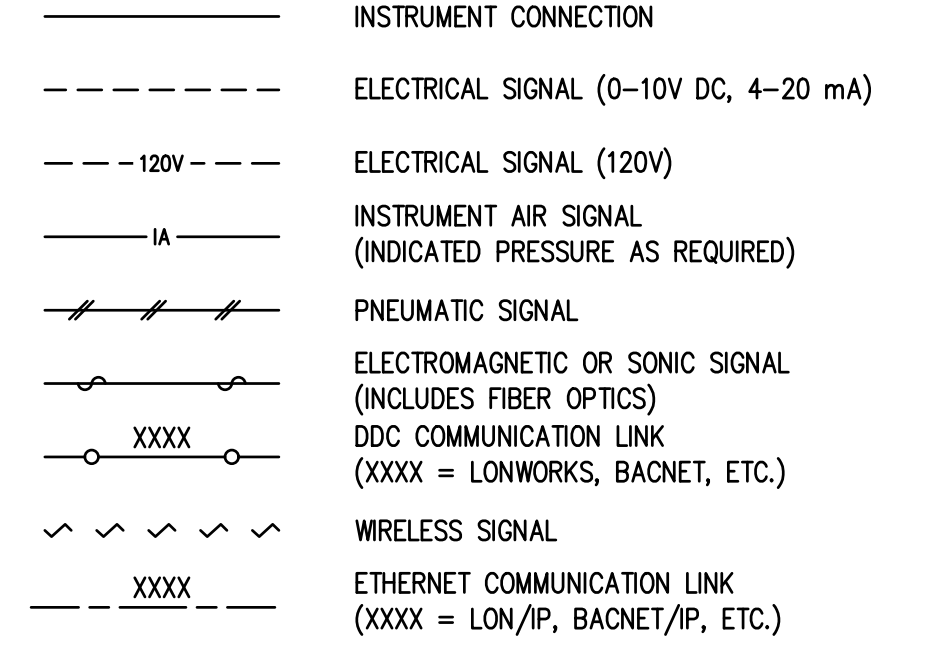 INSTRUMENT CONNECTION
ELECTRICAL SIGNAL (0-10V DC, 4-20 mA)
120V ELECTRICAL SIGNAL (120V)
IA INSTRUMENT AIR SIGNAL
(INDICATED PRESSURE AS REQUIRED)
PNEUMATIC SIGNAL
ELECTROMAGNETIC OR SONIC SIGNAL
(INCLUDES FIBER OPTICS)
XXXX DDC COMMUNICATION LINK
(XXXX = LONWORKS, BACNET, ETC.)
WIRELESS SIGNAL
XXXX ETHERNET COMMUNICATION LINK
(XXXX = LON/IP, BACNET/IP, ETC.)